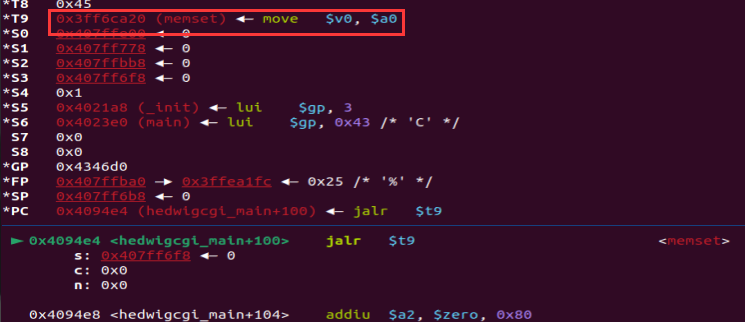 *T8 0x45
*T9 0x3ff6ca20 (memset) ◂— move $v0, $a0
*S0 0x407ffe08 ◂— 0
*S1 0x407ff778 ◂— 0
*S2 0x407ffbb8 ◂— 0
*S3 0x407ff6f8 ◂— 0
*S4 0x1
*S5 0x4021a8 (_init) ◂— lui $gp, 3
*S6 0x4023e0 (main) ◂— lui $gp, 0x43 /* 'C' */
S7 0x0
S8 0x0
*GP 0x4346d0
*FP 0x407ffba0 —▸ 0x3ffea1fc ◂— 0x25 /* '%' */
*SP 0x407ff6b8 ◂— 0
*PC 0x4094e4 (hedwigcgi_main+100) ◂— jalr $t9
► 0x4094e4 <hedwigcgi_main+100> jalr $t9 <memset>
s: 0x407ff6f8 ◂— 0
c: 0x0
n: 0x0
0x4094e8 <hedwigcgi_main+104> addiu $a2, $zero, 0x80